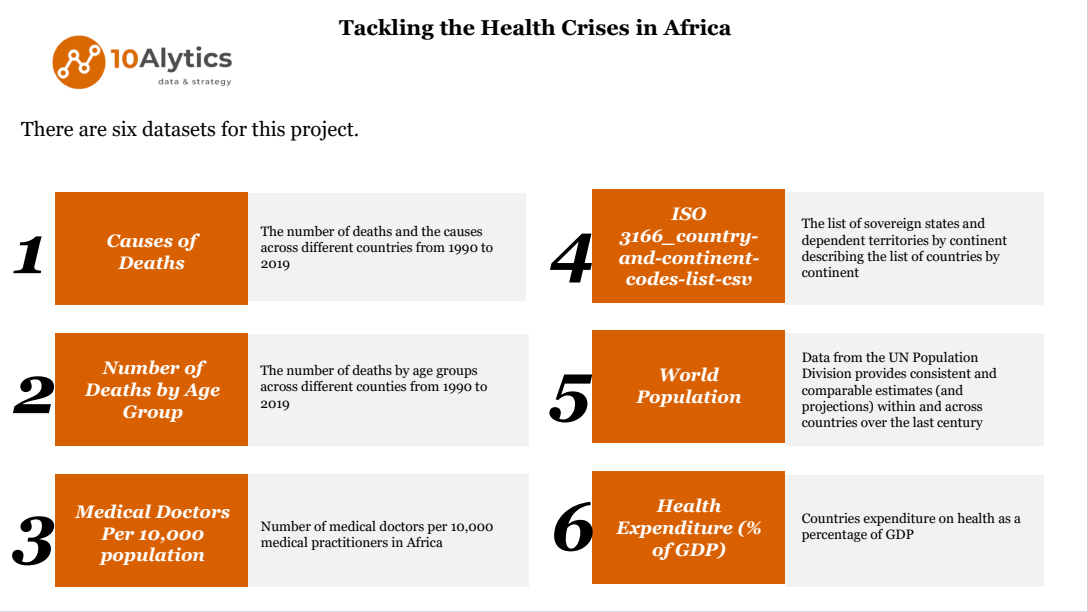 Tackling the Health Crises in Africa
10Alytics
data & strategy
There are six datasets for this project.
1
Causes of
Deaths
The number of deaths and the causes
across different countries from 1990 to
2019
2
Number of
Deaths by Age
Group
The number of deaths by age groups
across different counties from 1990 to
2019
3
Medical Doctors
Per 10,000
population
Number of medical doctors per 10,000
medical practitioners in Africa
4
ISO
3166_country-
and-continent-
codes-list-csv
The list of sovereign states and
dependent territories by continent
describing the list of countries by
continent
5
World
Population
Data from the UN Population
Division provides consistent and
comparable estimates (and
projections) within and across
countries over the last century
6
Health
Expenditure (%
of GDP)
Countries expenditure on health as a
percentage of GDP